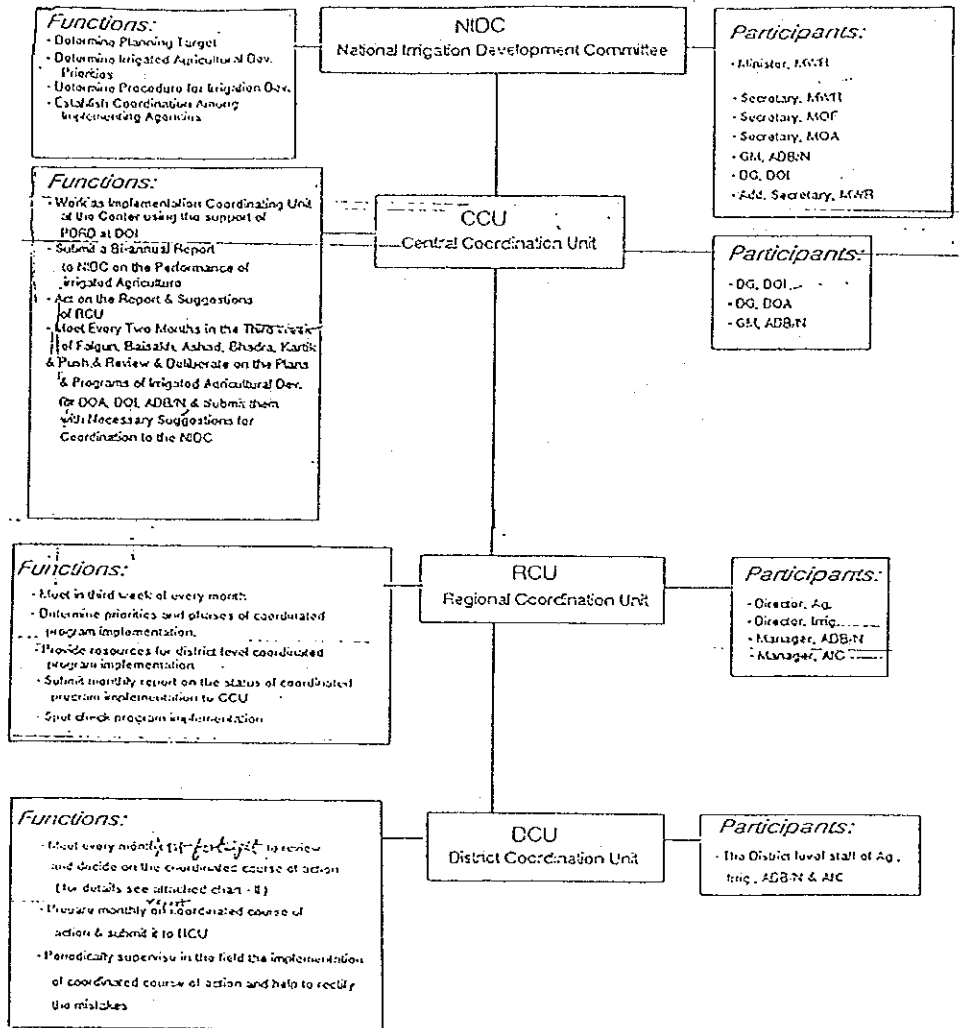 Functions:
- Determine Planning Target
- Determine Irrigated Agricultural Dev.
Priorities
- Determine Procedure for Irrigation Dev.
- Establish Coordination Among
Implementing Agencies
NIDC
National Irrigation Development Committee
Participants:
- Minister, MWR
- Secretary, MWR
- Secretary, MOF
- Secretary, MOA
- GM, ADB/N
- DG, DOI
- Add. Secretary, MWR
Functions:
- Work as Implementation Coordinating Unit
at the Center using the support of
at DOI
- Submit a Bi-annual Report
to NIDC on the Performance of
Irrigated Agriculture
- Act on the Report & Suggestions
of RCU
- Meet Every Two Months in the Third Week
of Falgun, Baisakh, Ashad, Bhadra, Kartik
& Push & Review & Deliberate on the Plans
& Programs of Irrigated Agricultural Dev.
for DOA, DOI, ADB/N & Submit them
with Necessary Suggestions for
Coordination to the NIDC
CCU
Central Coordination Unit
Participants:
- DG, DOI
- DG, DOA
- GM, ADB/N
Functions:
- Meet in third week of every month
- Determine priorities and phases of coordinated
program implementation.
- Provide resources for district level coordinated
program implementation
- Submit monthly report on the status of coordinated
program implementation to CCU
- Spot check program implementation
RCU
Regional Coordination Unit
Participants:
- Director, Ag.
- Director, Irrig.
- Manager, ADB/N
- Manager, AIC
Functions:
- Meet every month, fortnight to review
and decide on the coordinated course of action
(for details see attached chart - II)
- Prepare monthly report on coordinated course of
action & submit it to RCU
- Periodically supervise in the field the implementation
of coordinated course of action and help to rectify
the mistakes
DCU
District Coordination Unit
Participants:
- The District level staff of Ag.,
Irrig., ADB/N & AIC